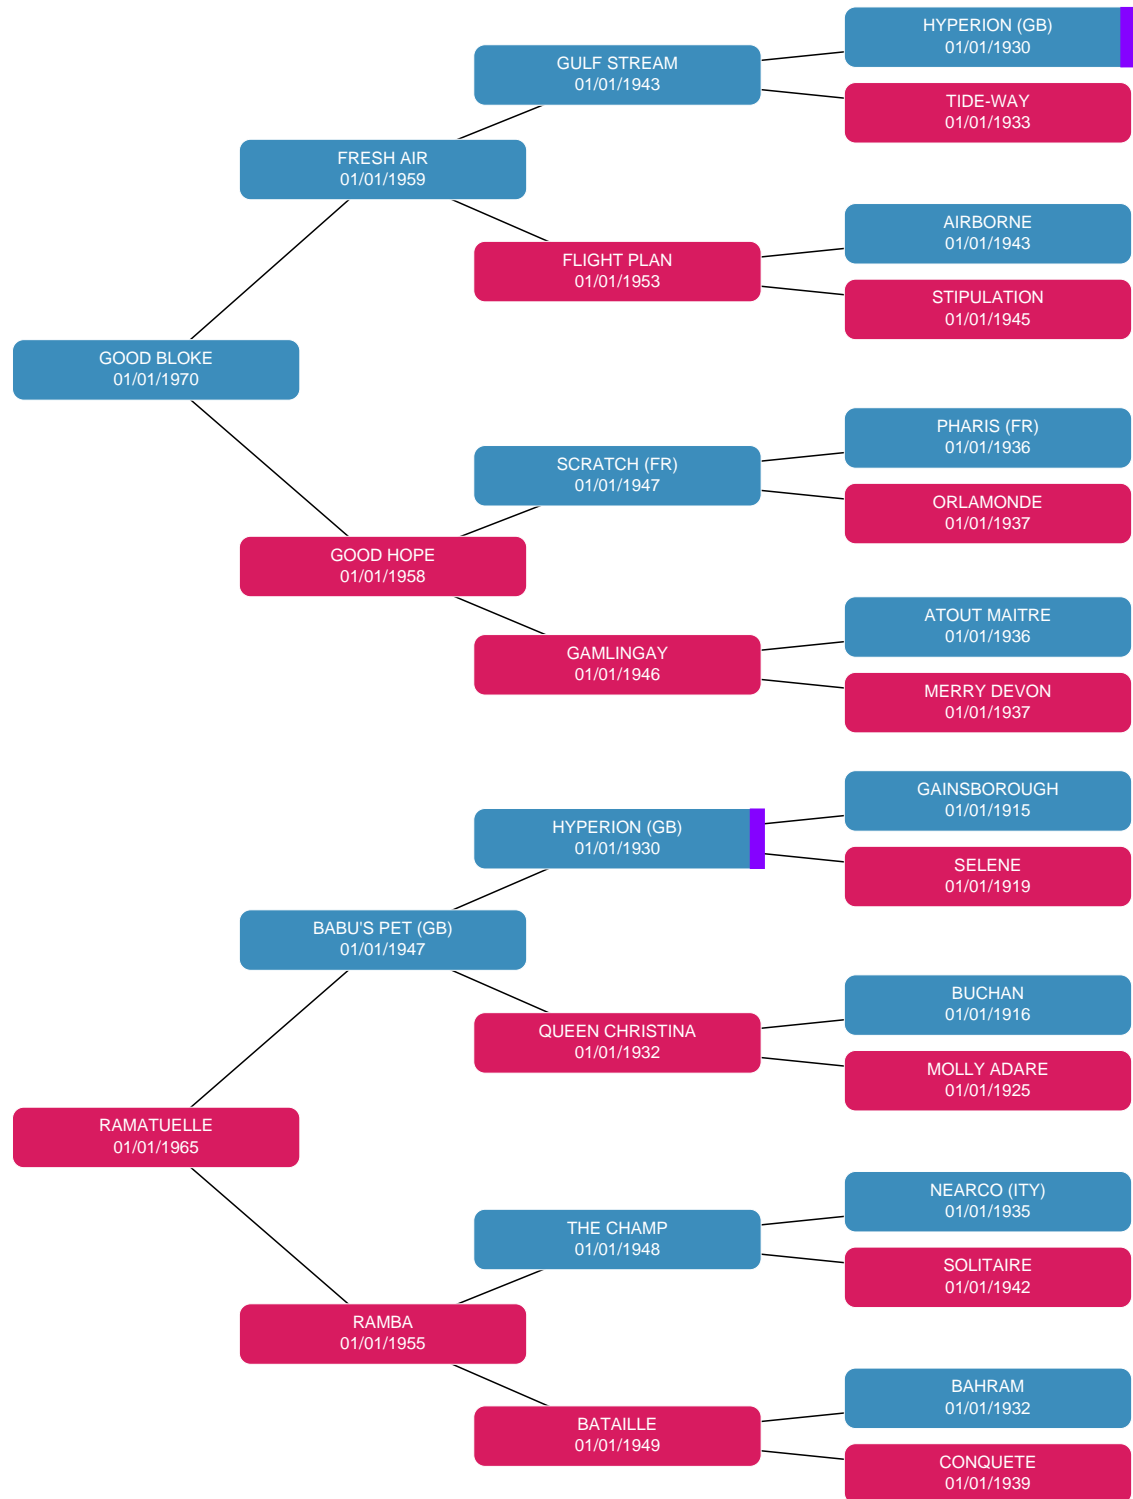 HYPERION (GB)
01/01/1930
GULF STREAM
01/01/1943
TIDE-WAY
01/01/1933
FRESH AIR
01/01/1959
AIRBORNE
01/01/1943
FLIGHT PLAN
01/01/1953
STIPULATION
01/01/1945
GOOD BLOKE
01/01/1970
PHARIS (FR)
01/01/1936
SCRATCH (FR)
01/01/1947
ORLAMONDE
01/01/1937
GOOD HOPE
01/01/1958
ATOUT MAITRE
01/01/1936
GAMLINGAY
01/01/1946
MERRY DEVON
01/01/1937
GAINSBOROUGH
01/01/1915
HYPERION (GB)
01/01/1930
SELENE
01/01/1919
BABU'S PET (GB)
01/01/1947
BUCHAN
01/01/1916
QUEEN CHRISTINA
01/01/1932
MOLLY ADARE
01/01/1925
RAMATUELLE
01/01/1965
NEARCO (ITY)
01/01/1935
THE CHAMP
01/01/1948
SOLITAIRE
01/01/1942
RAMBA
01/01/1955
BAHRAM
01/01/1932
BATAILLE
01/01/1949
CONQUETE
01/01/1939